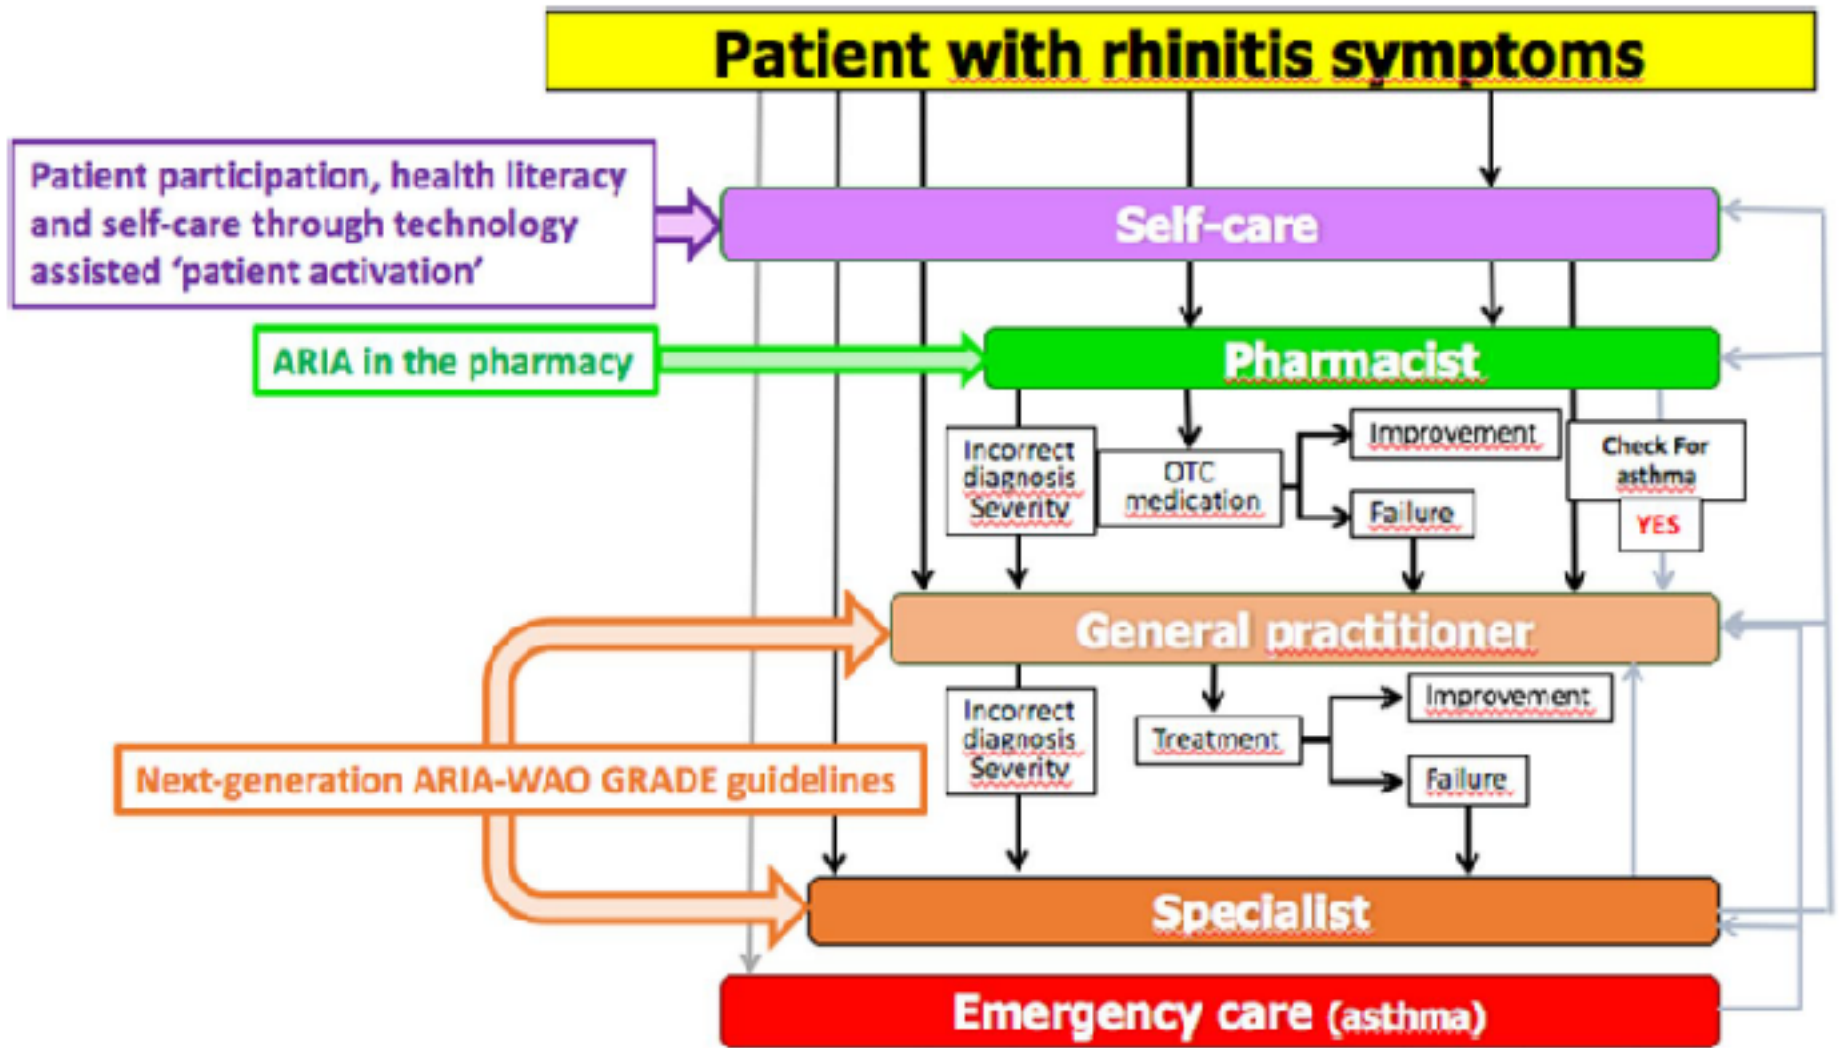 Patient with rhinitis symptoms
Patient participation, health literacy
and self-care through technology
assisted ‘patient activation’
Self-care
ARIA in the pharmacy
Pharmacist
Incorrect
diagnosis
Severity
OTC
medication
Improvement
Failure
Check For
asthma
YES
General practitioner
Incorrect
diagnosis
Severity
Treatment
Improvement
Failure
Next-generation ARIA-WAO GRADE guidelines
Specialist
Emergency care (asthma)